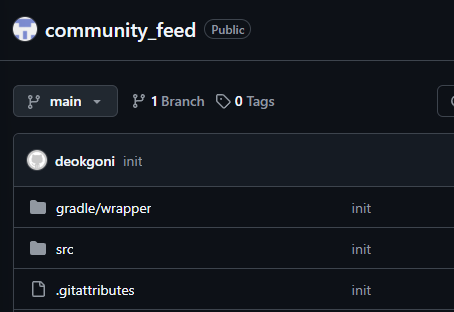 community_feed Public
main 1 Branch 0 Tags
deokgoni init
gradle/wrapper init
src init
.gitattributes init